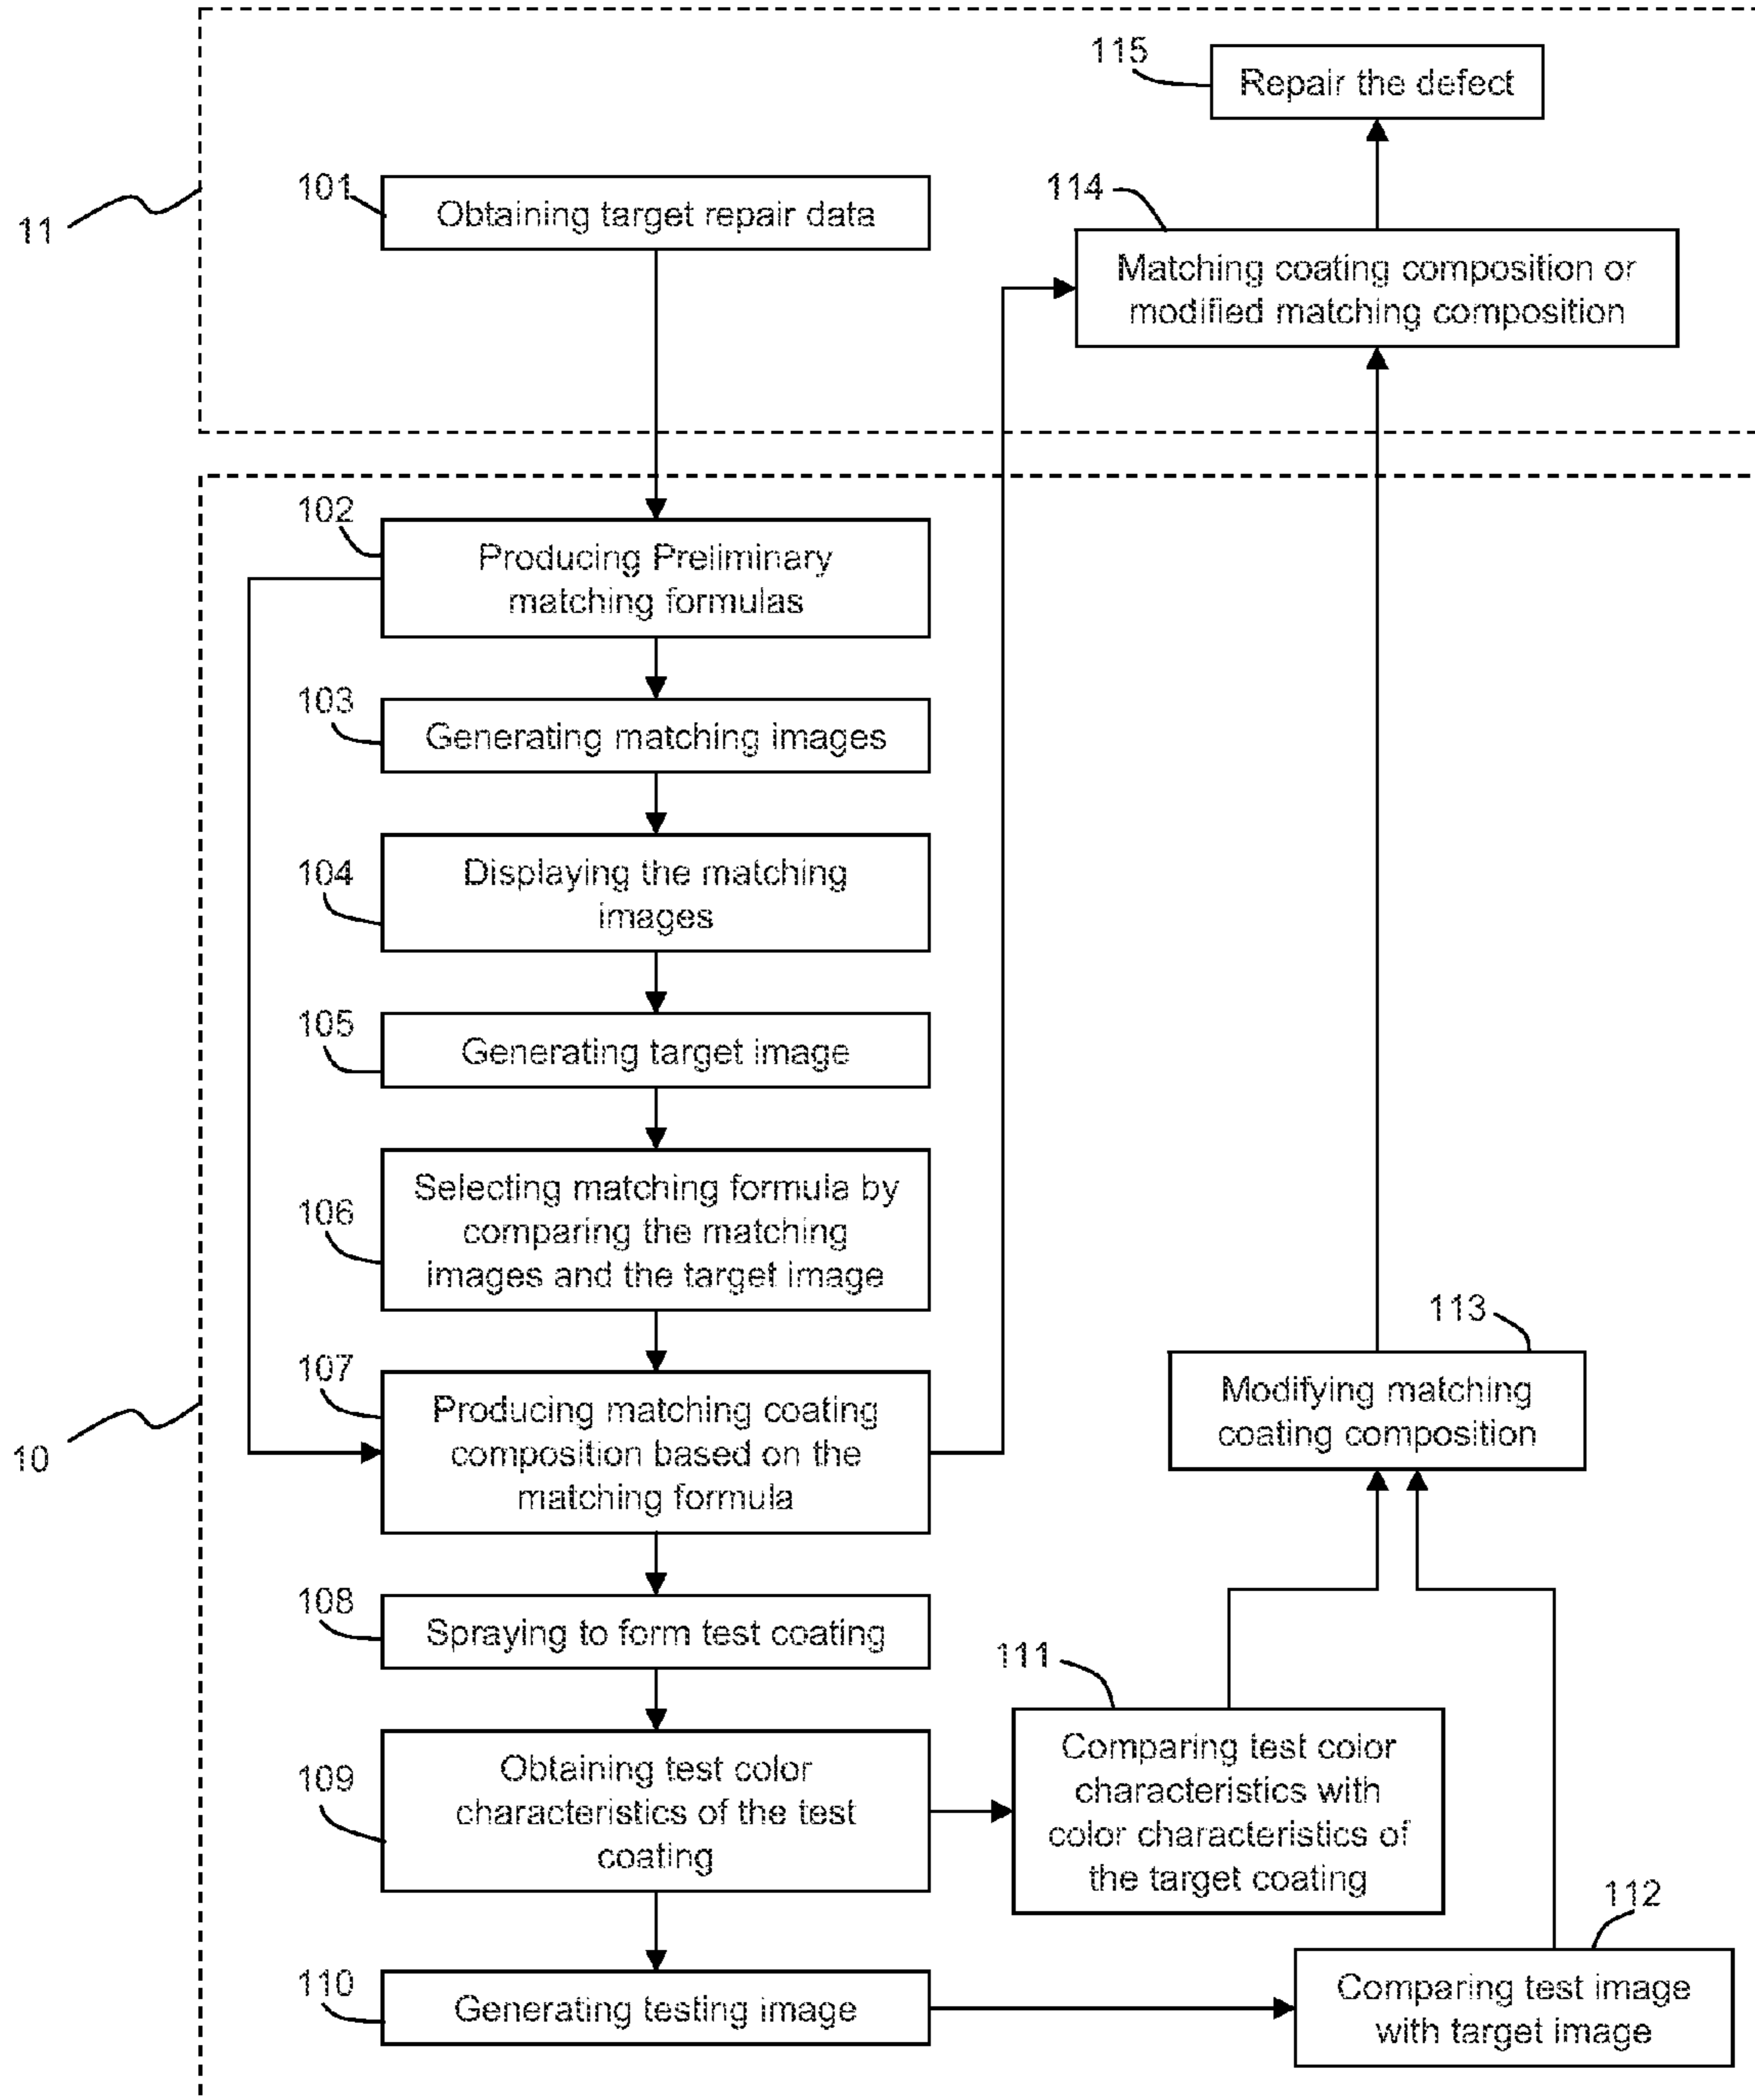 115
Repair the defect
101
Obtaining target repair data
114
Matching coating composition or
modified matching composition
11
102
Producing Preliminary
matching formulas
103
Generating matching images
104
Displaying the matching
images
105
Generating target image
106
Selecting matching formula by
comparing the matching
images and the target image
107
Producing matching coating
composition based on the
matching formula
10
113
Modifying matching
coating composition
108
Spraying to form test coating
109
Obtaining test color
characteristics of the test
coating
111
Comparing test color
characteristics with
color characteristics of
the target coating
110
Generating testing image
112
Comparing test image
with target image